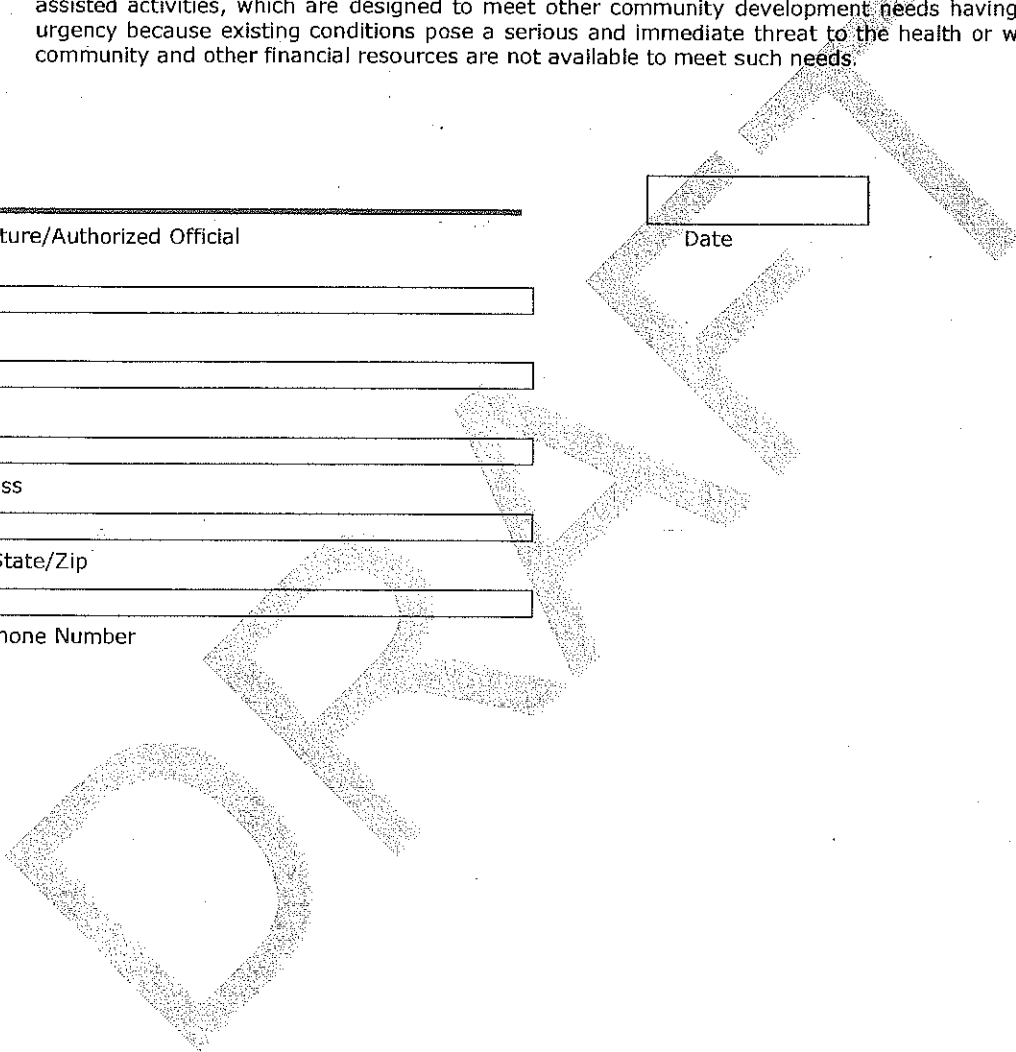 assisted activities, which are designed to meet other community development needs having
urgency because existing conditions pose a serious and immediate threat to the health or w
community and other financial resources are not available to meet such needs.
ture/Authorized Official
Date
ss
State/Zip
hone Number
DRAFT